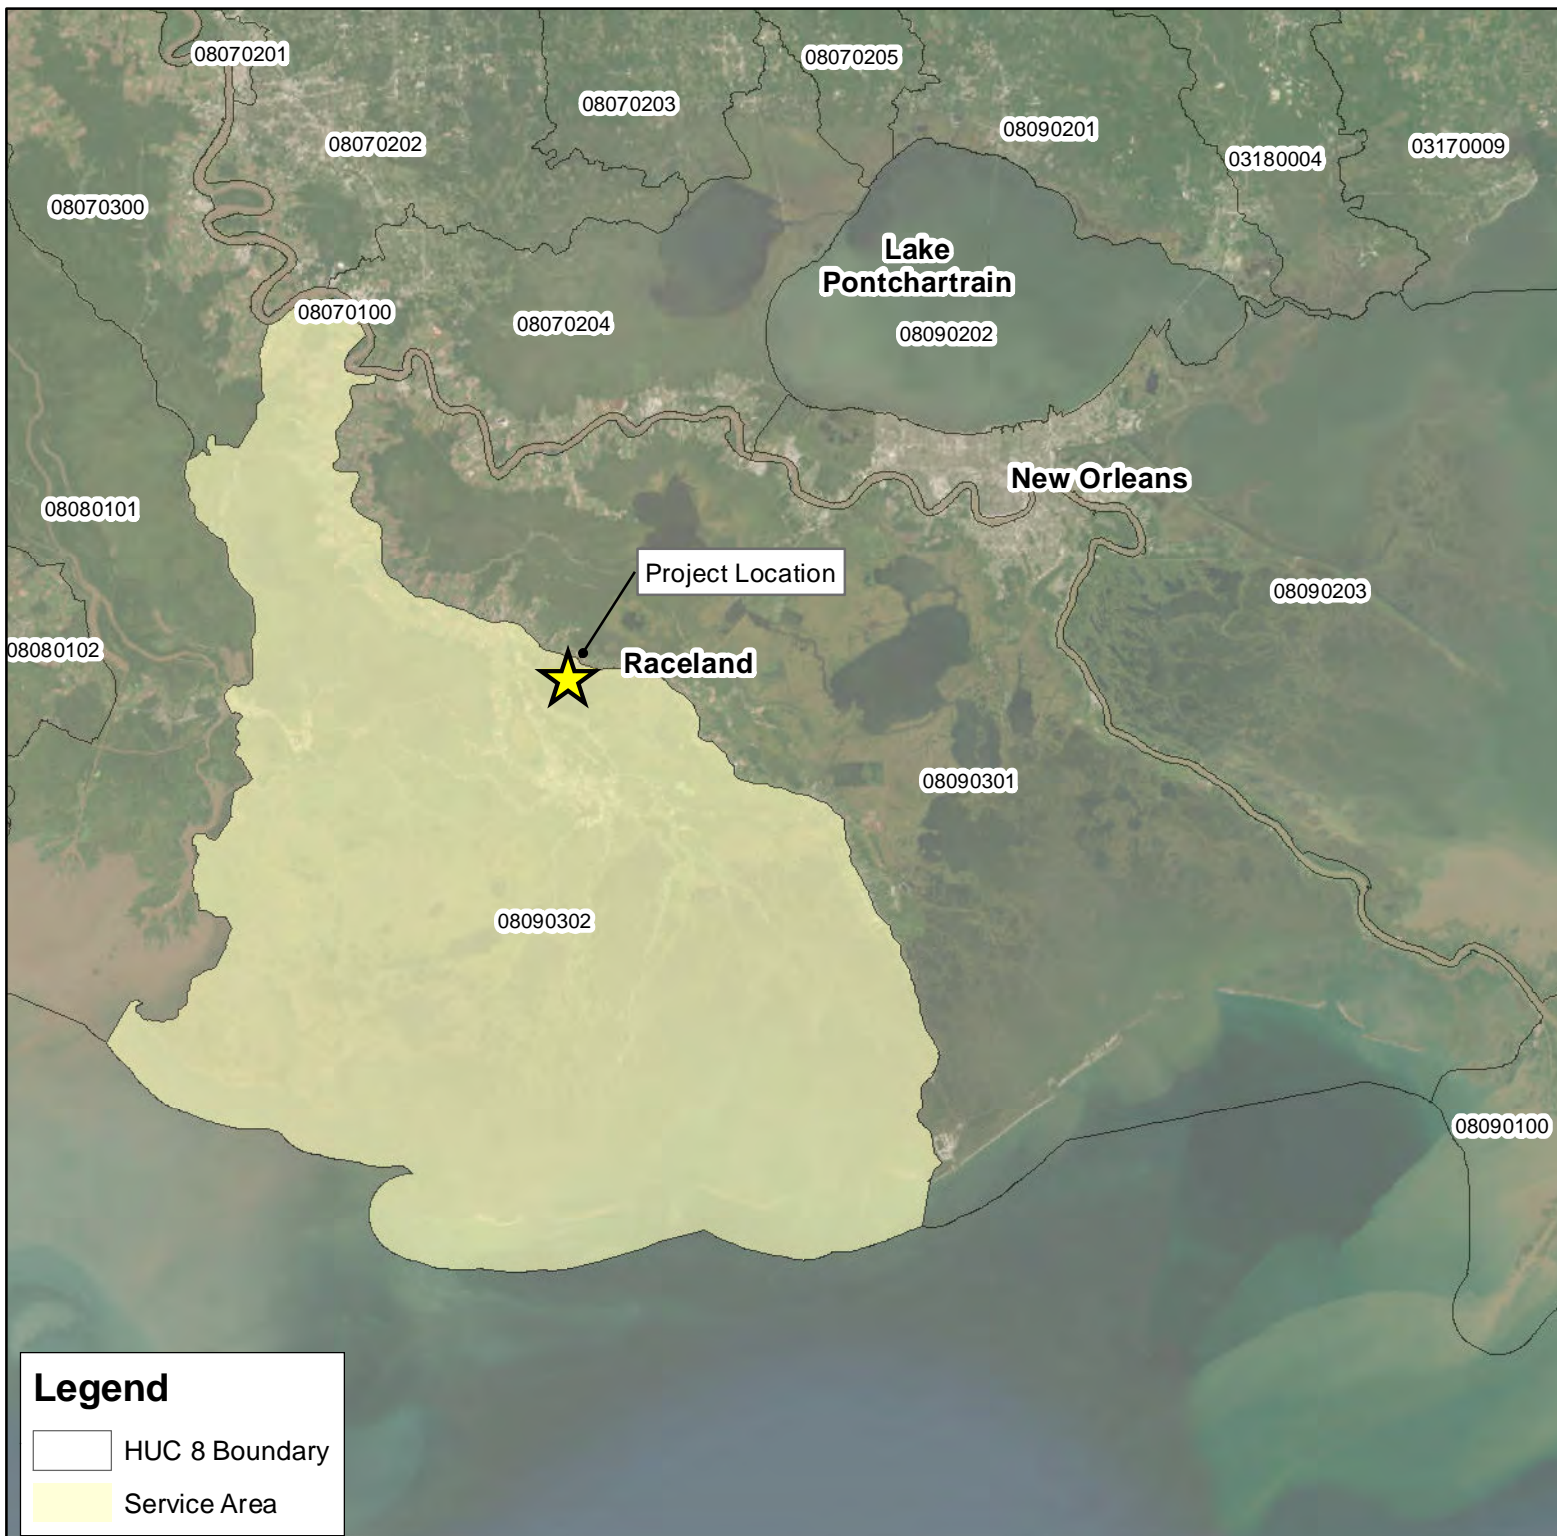 08070201
08070205
08070203
08090201
08070202
03170009
03180004
08070300
Lake
Pontchartrain
08070100
08070204
08090202
New Orleans
08080101
Project Location
08090203
08080102
Raceland
08090301
08090302
08090100
Legend
HUC 8 Boundary
Service Area